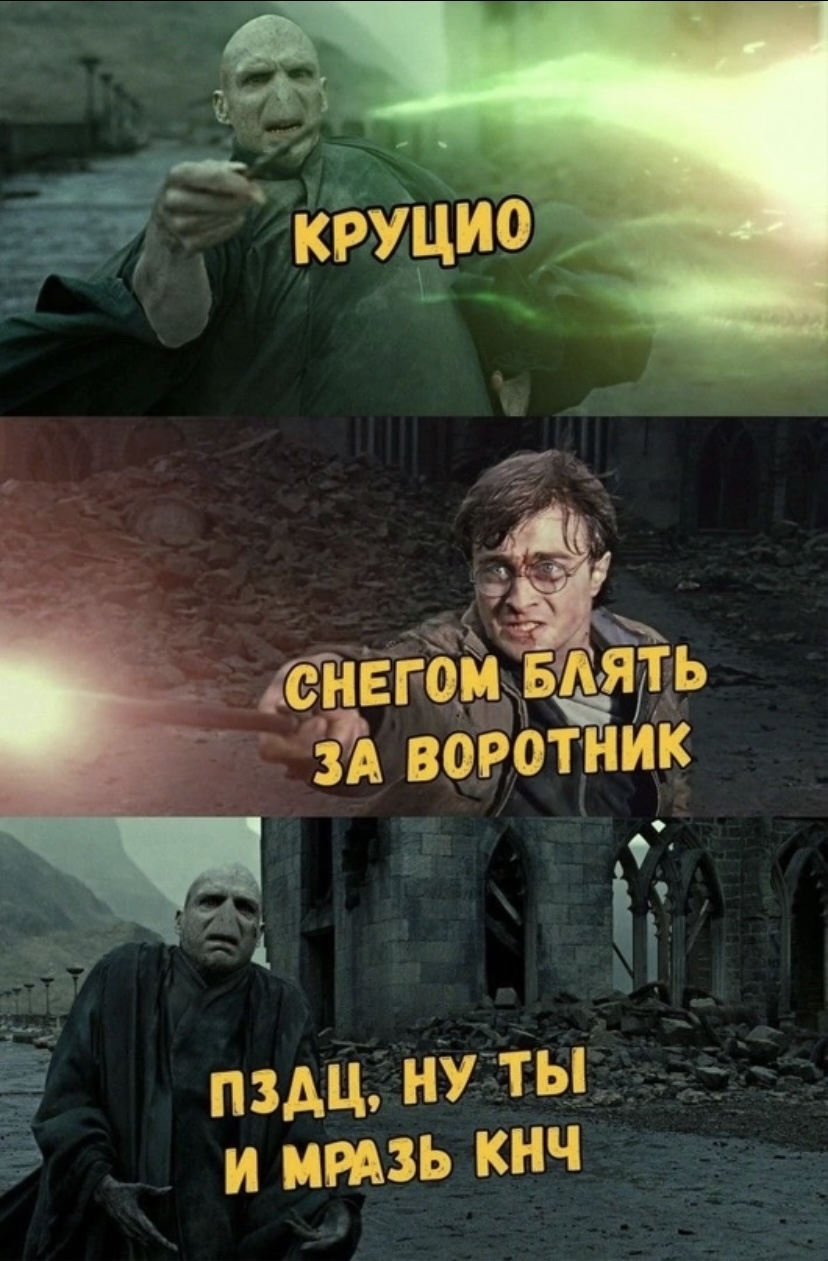 КРУЦИО
СНЕГОМ БЛЯТЬ
ЗА ВОРОТНИК
ПЗДЦ, НУ ТЫ
И МРАЗЬ КНЧ